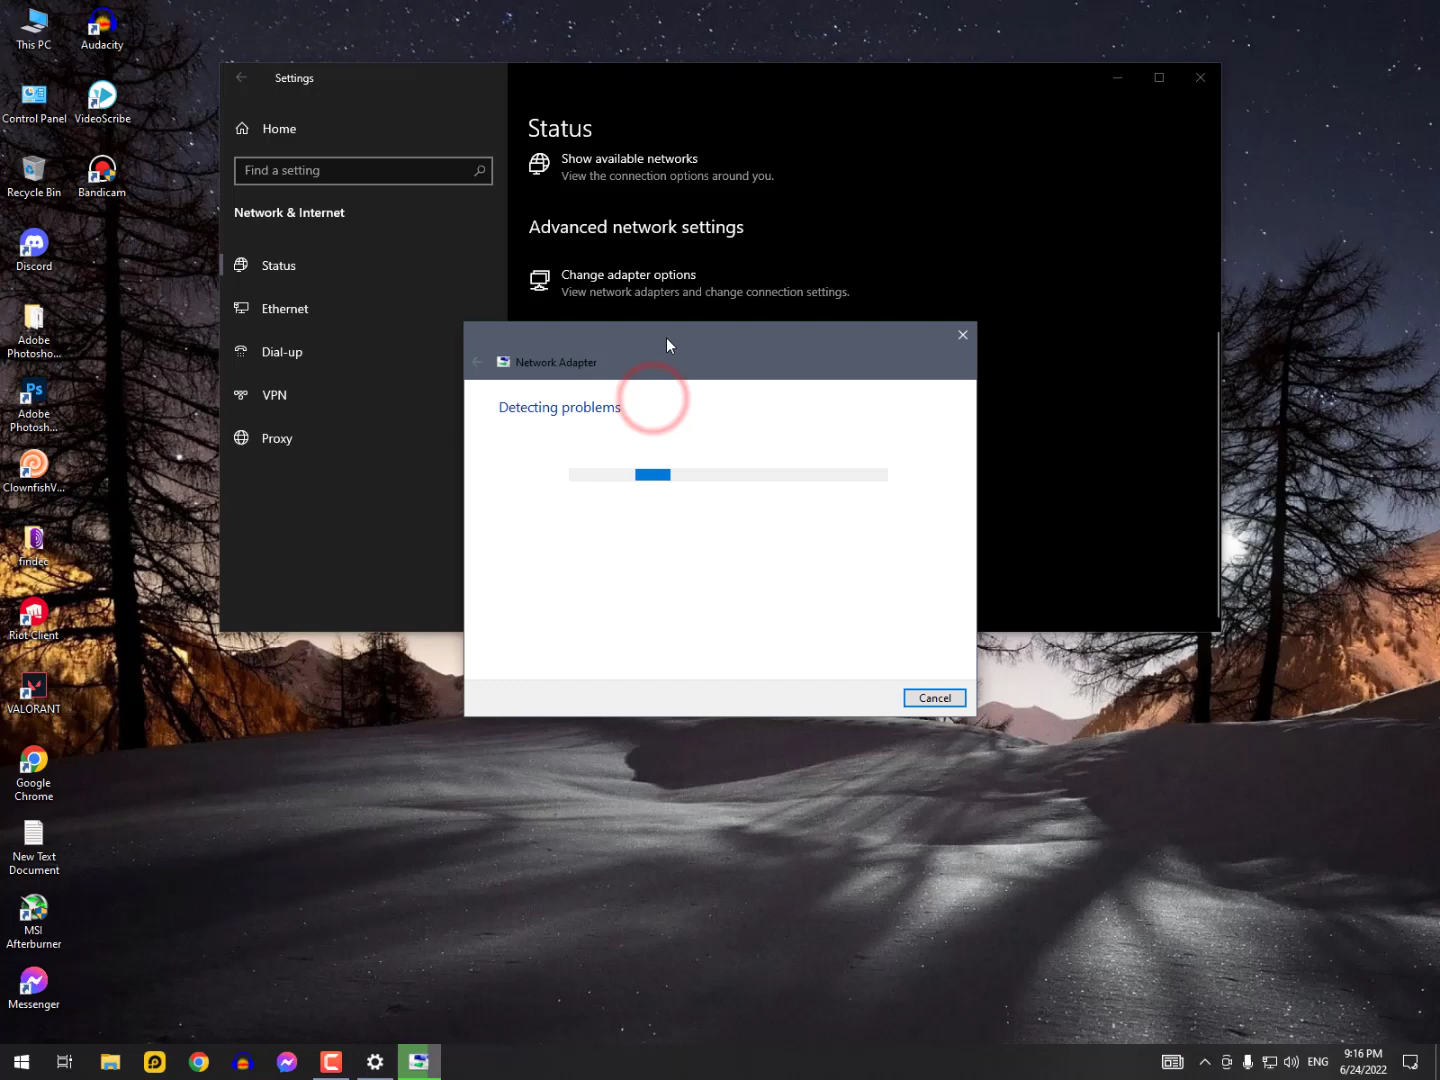 This PC
Audacity
Control Panel
VideoScribe
Recycle Bin
Bandicam
Discord
Adobe
Photosho...
Adobe
Photosh...
ClownfishV...
findec
Riot Client
VALORANT
Google
Chrome
New Text
Document
MSI
Afterburner
Messenger
Settings
Home
Find a setting
Network & Internet
Status
Ethernet
Dial-up
VPN
Proxy
Status
Show available networks
View the connection options around you.
Advanced network settings
Change adapter options
View network adapters and change connection settings.
Network Adapter
Detecting problems
Cancel
ENG
9:16 PM
6/24/2022